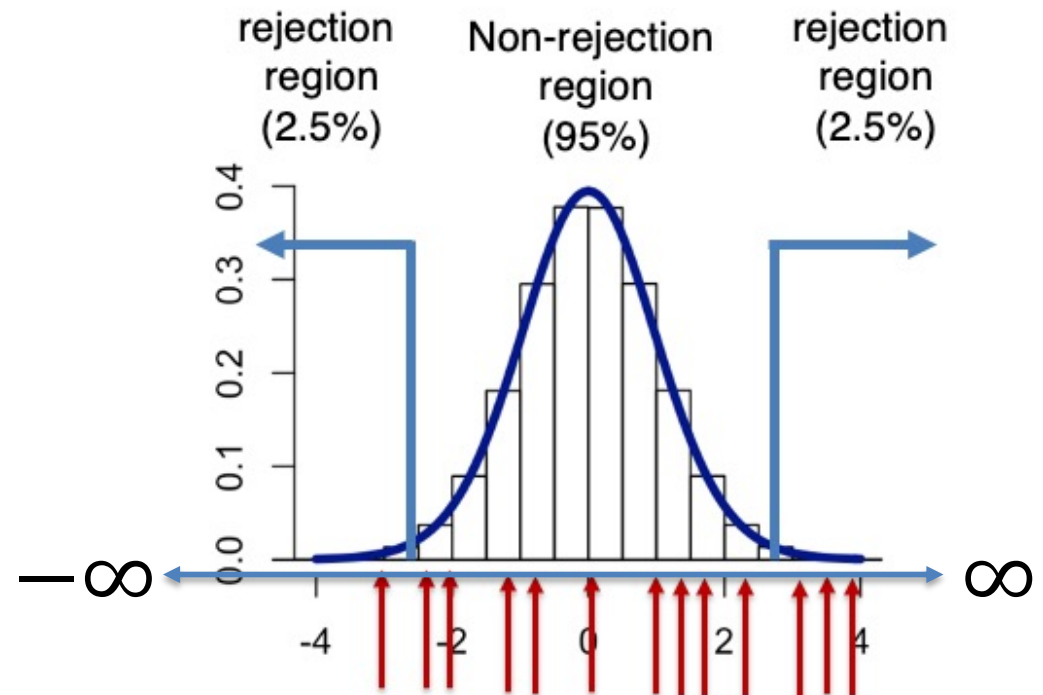 rejection
region
(2.5%)
Non-rejection
region
(95%)
rejection
region
(2.5%)
0.4
0.3
0.2
0.1
0.0
−∞
∞
-4
-2
0
2
4